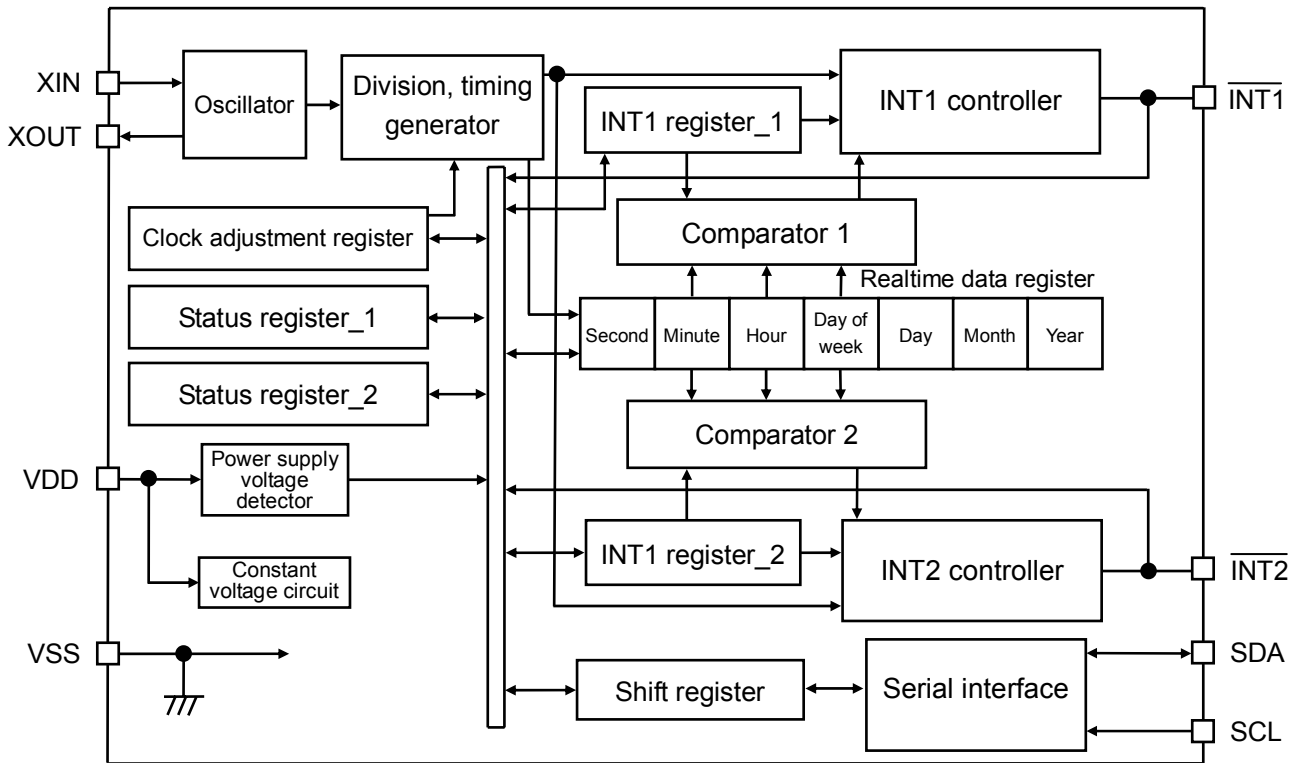 XIN
XOUT
Oscillator
Division, timing
generator
INT1 register_1
INT1 controller
INT1
Clock adjustment register
Comparator 1
Realtime data register
Status register_1
Second
Minute
Hour
Day of
week
Day
Month
Year
Status register_2
Comparator 2
VDD
Power supply
voltage
detector
INT1 register_2
INT2 controller
INT2
Constant
voltage circuit
VSS
Shift register
Serial interface
SDA
SCL